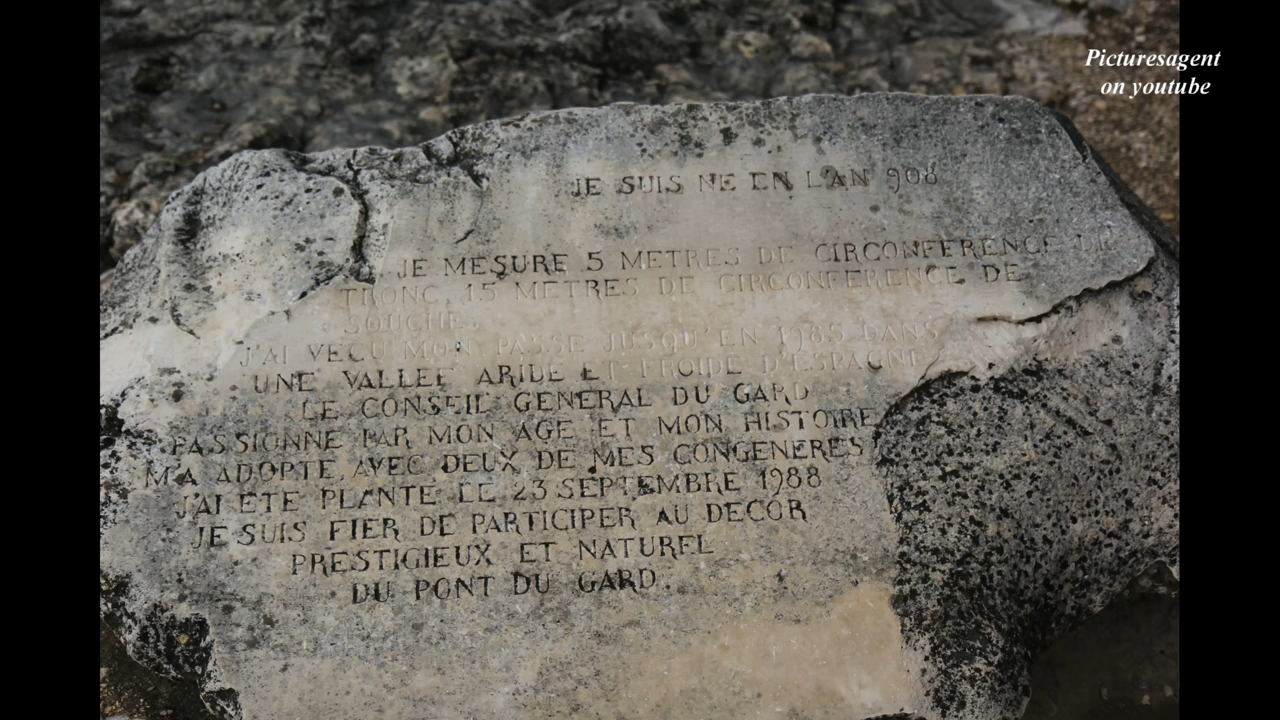 Picturesagent
on youtube
JE SUIS NE EN L'AN 908
JE MESURE 5 METRES DE CIRCONFERENCE DE
TRONC, 15 METRES DE CIRCONFERENCE DE
SOUCHE.
J'AI VECU MON PASSE JUSQU'EN 1985 DANS
UNE VALLEE ARIDE ET FROIDE D'ESPAGNE
LE CONSEIL GENERAL DU GARD
PASSIONNE PAR MON AGE ET MON HISTOIRE
M'A ADOPTE, AVEC DEUX DE MES CONGENERES
J'AI ETE PLANTE LE 23 SEPTEMBRE 1988
JE SUIS FIER DE PARTICIPER AU DECOR
PRESTIGIEUX ET NATUREL
DU PONT DU GARD.